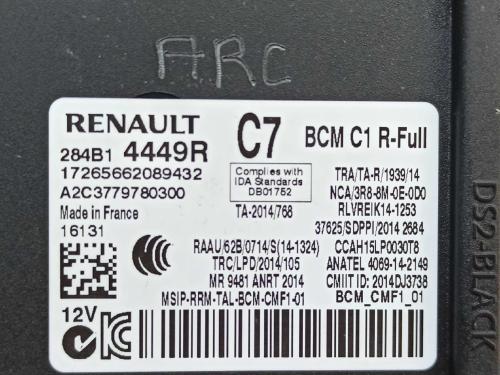 ARC
RENAULT C7 BCM C1 R-Full
284B1 4449R
17265662089432
A2C3779780300
Made in France
16131
Complies with
IDA Standards
DB01752
TA-2014/768
TRA/TA-R/1939/14
NCA/3R8-8M-0E-0D0
RLVREIK14-1253
37625/SDPPI/2014 2684
RAAU/62B/0714/S(14-1324) CCAH15LP0030T8
TRC/LPD/2014/105 ANATEL 4069-14-2149
MR 9481 ANRT 2014 CMIIT ID: 2014DJ3738
MSIP-RRM-TAL-BCM-CMF1-01 BCM_CMF1_01
12V
DS2-BLACK